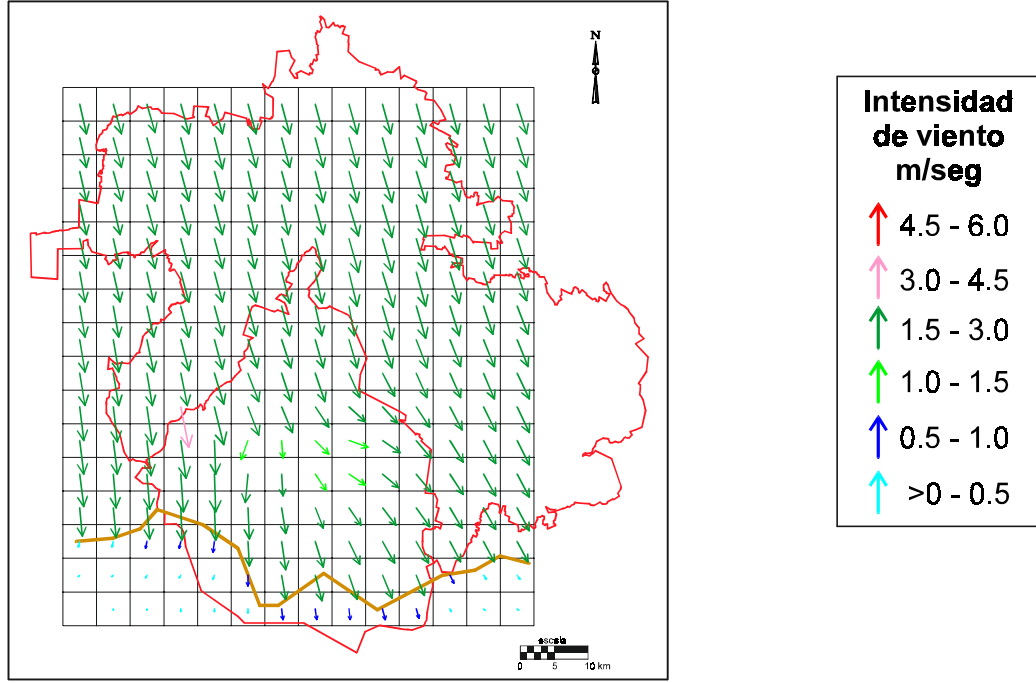 N
Intensidad
de viento
m/seg
4.5 - 6.0
3.0 - 4.5
1.5 - 3.0
1.0 - 1.5
0.5 - 1.0
>0 - 0.5
escala
0 5 10 km